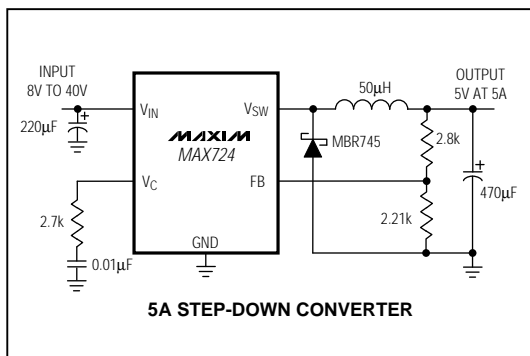 INPUT
8V TO 40V
220µF
VIN
MAXIM
MAX724
VSW
50µH
OUTPUT
5V AT 5A
MBR745
2.8k
470µF
VC
FB
2.7k
2.21k
0.01µF
GND
5A STEP-DOWN CONVERTER